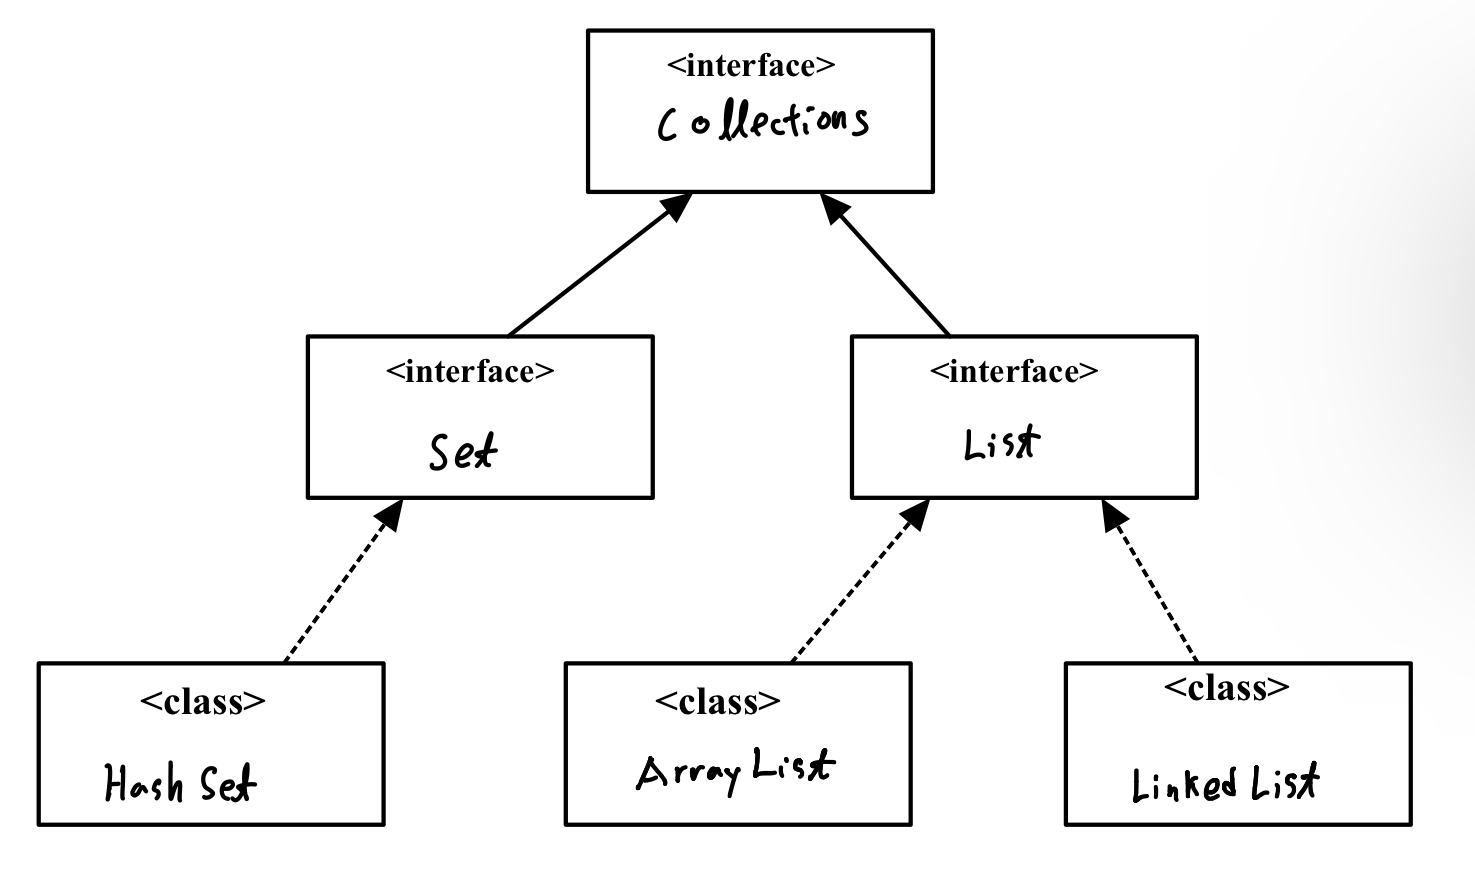 <interface>
Collections
<interface>
Set
<interface>
List
<class>
Hash Set
<class>
Array List
<class>
Linked List